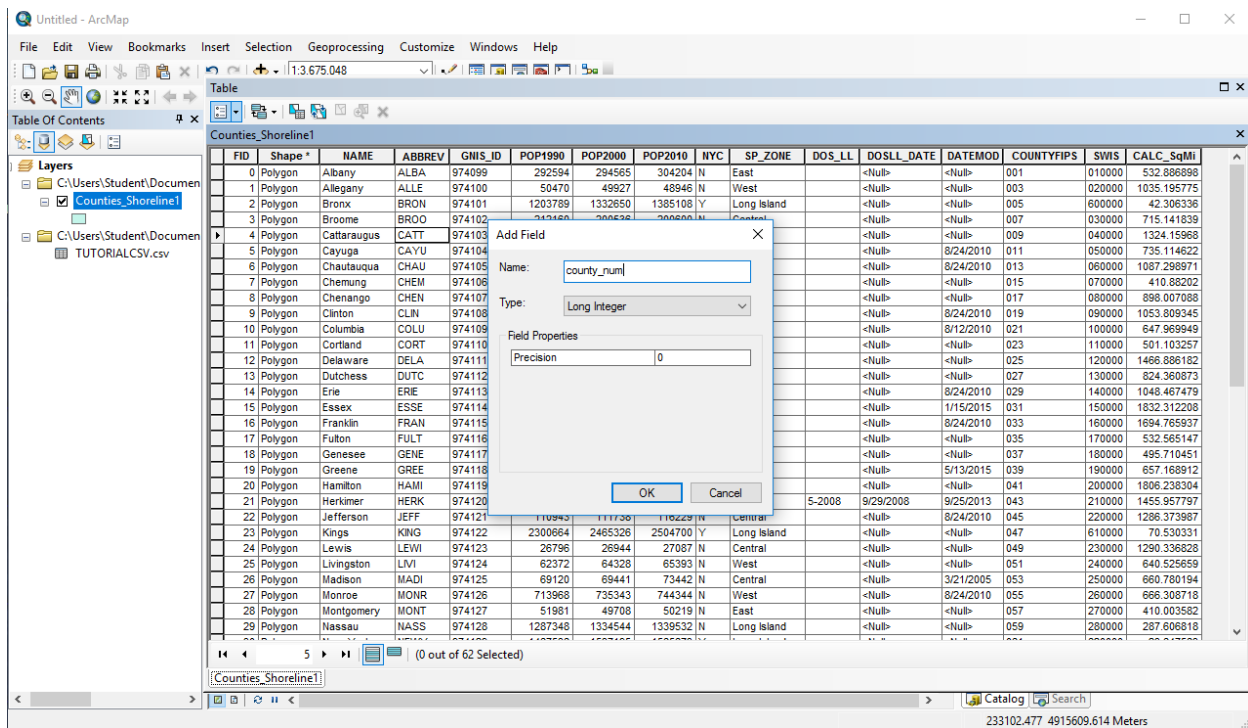 Untitled - ArcMap
File Edit View Bookmarks Insert Selection Geoprocessing Customize Windows Help
1:3.675.048
Table
Table Of Contents
Counties_Shoreline1
Layers
C:\Users\Student\Documen
Counties_Shoreline1
C:\Users\Student\Documen
TUTORIALCSV.csv
FID Shape * NAME ABBREV GNIS_ID POP1990 POP2000 POP2010 NYC SP_ZONE DOS_LL DOSLL_DATE DATEMOD COUNTYFIPS SWIS CALC_SqMi
0 Polygon Albany ALBA 974099 292594 294565 304204 N East <Null> <Null> 001 010000 532.886898
1 Polygon Allegany ALLE 974100 50470 49927 48946 N West <Null> <Null> 003 020000 1035.195775
2 Polygon Bronx BRON 974101 1203789 1332650 1385108 Y Long Island <Null> <Null> 005 600000 42.306336
3 Polygon Broome BROO 974102 <Null> <Null> 007 030000 715.141839
4 Polygon Cattaraugus CATT 974103 <Null> <Null> 009 040000 1324.15968
5 Polygon Cayuga CAYU 974104 <Null> 8/24/2010 011 050000 735.114622
6 Polygon Chautauqua CHAU 974105 <Null> 8/24/2010 013 060000 1087.298971
7 Polygon Chemung CHEM 974106 <Null> <Null> 015 070000 410.88202
8 Polygon Chenango CHEN 974107 <Null> <Null> 017 080000 898.007088
9 Polygon Clinton CLIN 974108 <Null> 8/24/2010 019 090000 1053.809345
10 Polygon Columbia COLU 974109 <Null> 8/12/2010 021 100000 647.969949
11 Polygon Cortland CORT 974110 <Null> <Null> 023 110000 501.103257
12 Polygon Delaware DELA 974111 <Null> <Null> 025 120000 1466.886182
13 Polygon Dutchess DUTC 974112 <Null> <Null> 027 130000 824.360873
14 Polygon Erie ERIE 974113 <Null> 8/24/2010 029 140000 1048.467479
15 Polygon Essex ESSE 974114 <Null> 1/15/2015 031 150000 1832.312208
16 Polygon Franklin FRAN 974115 <Null> 8/24/2010 033 160000 1694.765937
17 Polygon Fulton FULT 974116 <Null> <Null> 035 170000 532.565147
18 Polygon Genesee GENE 974117 <Null> <Null> 037 180000 495.710451
19 Polygon Greene GREE 974118 <Null> 5/13/2015 039 190000 657.168912
20 Polygon Hamilton HAMI 974119 <Null> <Null> 041 200000 1806.238304
21 Polygon Herkimer HERK 974120 5-2008 9/29/2008 9/25/2013 043 210000 1455.957797
22 Polygon Jefferson JEFF 974121 110943 111738 116229 N Central <Null> 8/24/2010 045 220000 1286.373987
23 Polygon Kings KING 974122 2300664 2465326 2504700 Y Long Island <Null> <Null> 047 610000 70.530331
24 Polygon Lewis LEWI 974123 26796 26944 27087 N Central <Null> <Null> 049 230000 1290.336828
25 Polygon Livingston LIVI 974124 62372 64328 65393 N West <Null> <Null> 051 240000 640.525659
26 Polygon Madison MADI 974125 69120 69441 73442 N Central <Null> 3/21/2005 053 250000 660.780194
27 Polygon Monroe MONR 974126 713968 735343 744344 N West <Null> 8/24/2010 055 260000 666.308718
28 Polygon Montgomery MONT 974127 51981 49708 50219 N East <Null> <Null> 057 270000 410.003582
29 Polygon Nassau NASS 974128 1287348 1334544 1339532 N Long Island <Null> <Null> 059 280000 287.606818
Add Field
Name: county_num
Type: Long Integer
Field Properties
Precision 0
OK Cancel
5 (0 out of 62 Selected)
Counties_Shoreline1
Catalog Search
233102.477 4915609.614 Meters